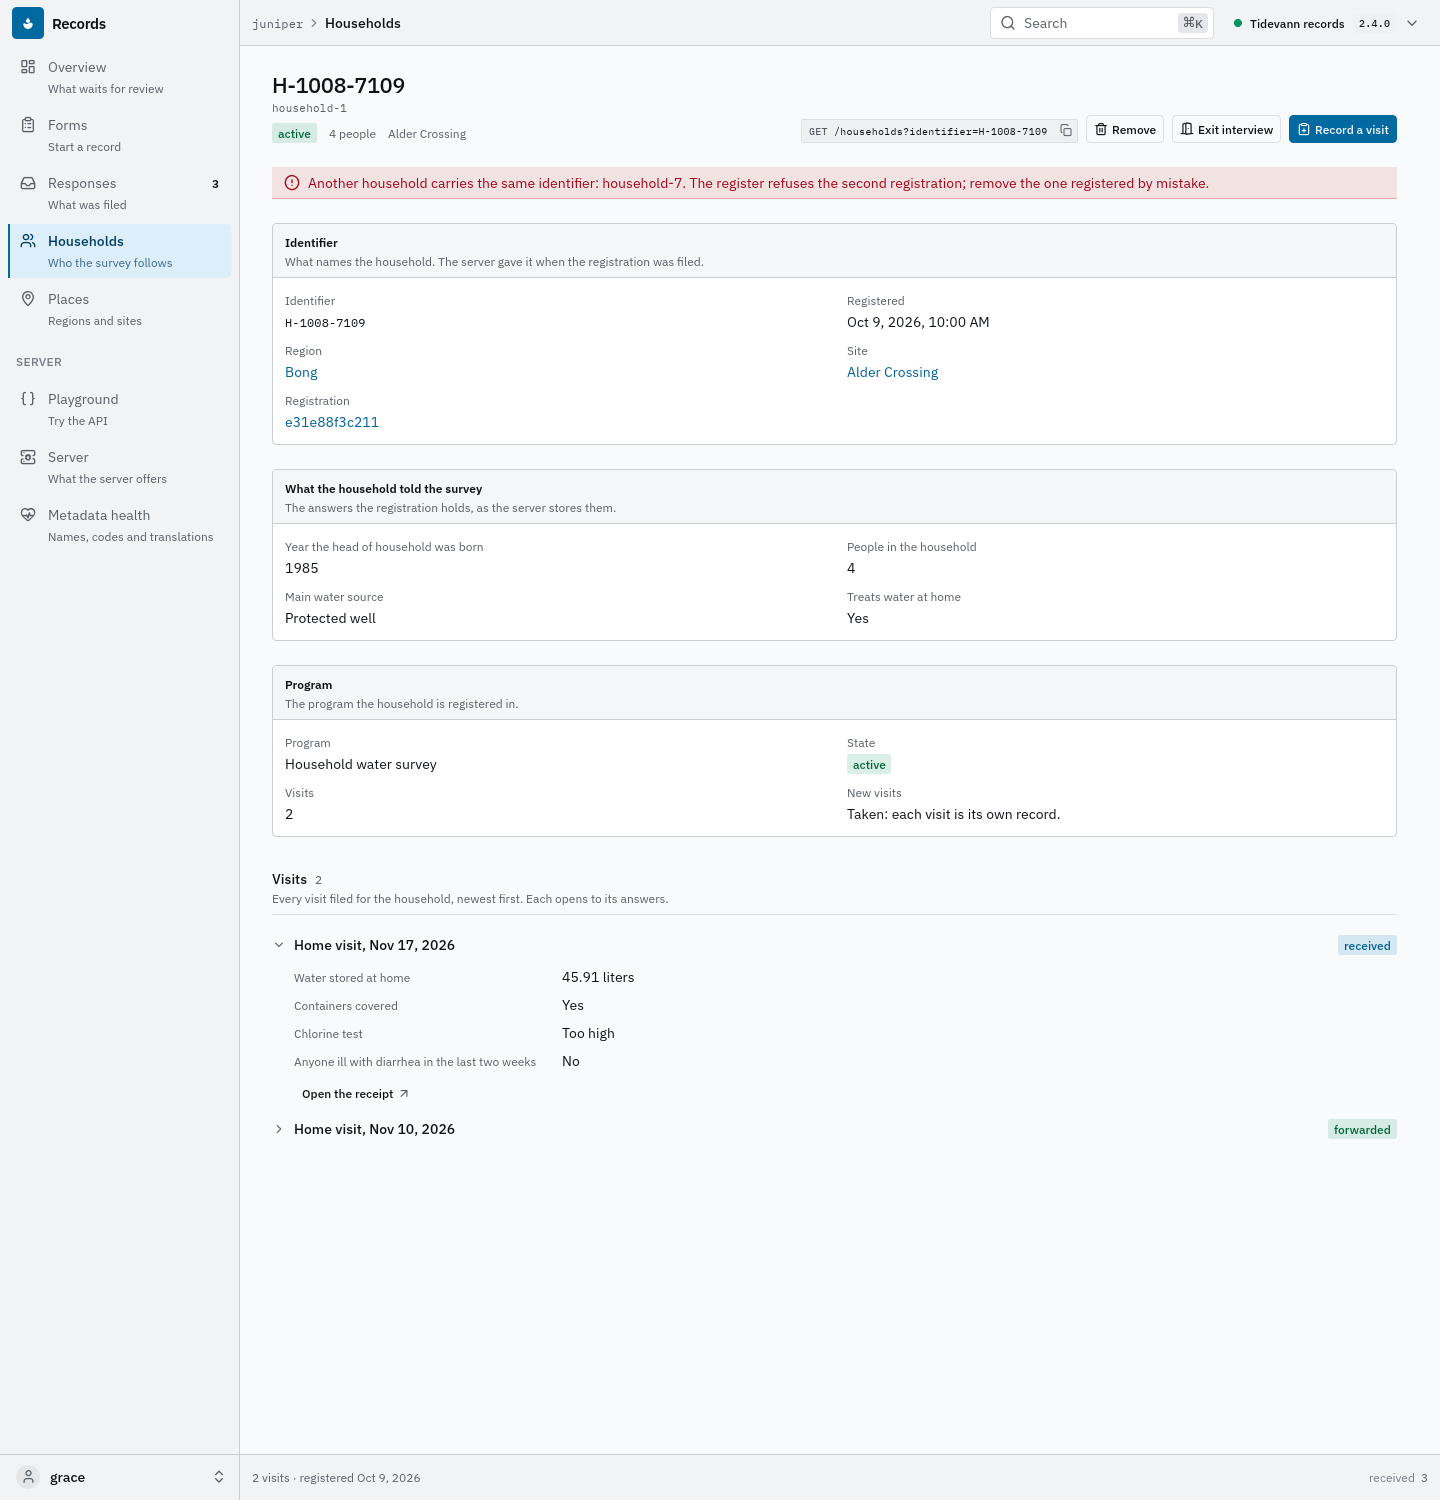 Records
Overview
What waits for review
Forms
Start a record
Responses 3
What was filed
Households
Who the survey follows
Places
Regions and sites
SERVER
Playground
Try the API
Server
What the server offers
Metadata health
Names, codes and translations
grace
juniper > Households
Search ⌘K
Tidevann records 2.4.0
H-1008-7109
household-1
active 4 people Alder Crossing
GET /households?identifier=H-1008-7109
Remove
Exit interview
Record a visit
Another household carries the same identifier: household-7. The register refuses the second registration; remove the one registered by mistake.
Identifier
What names the household. The server gave it when the registration was filed.
Identifier
H-1008-7109
Registered
Oct 9, 2026, 10:00 AM
Region
Bong
Site
Alder Crossing
Registration
e31e88f3c211
What the household told the survey
The answers the registration holds, as the server stores them.
Year the head of household was born
1985
People in the household
4
Main water source
Protected well
Treats water at home
Yes
Program
The program the household is registered in.
Program
Household water survey
State
active
Visits
2
New visits
Taken: each visit is its own record.
Visits 2
Every visit filed for the household, newest first. Each opens to its answers.
Home visit, Nov 17, 2026 received
Water stored at home 45.91 liters
Containers covered Yes
Chlorine test Too high
Anyone ill with diarrhea in the last two weeks No
Open the receipt
Home visit, Nov 10, 2026 forwarded
2 visits · registered Oct 9, 2026
received 3